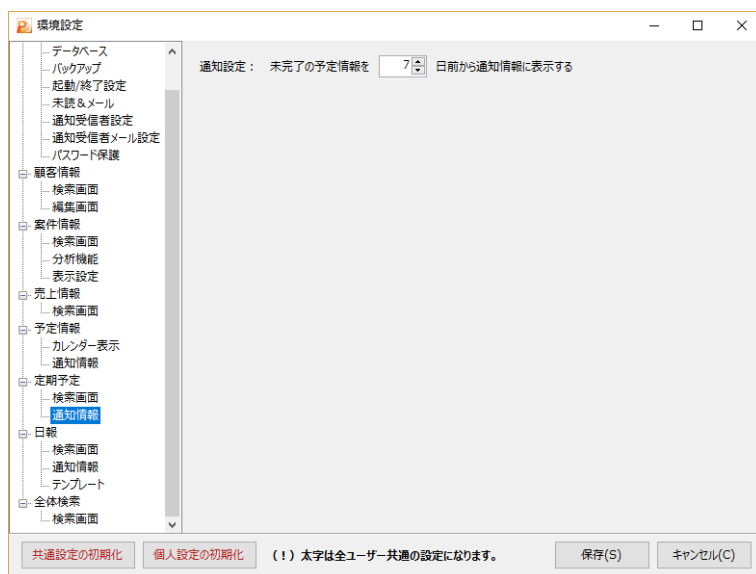 環境設定
データベース
バックアップ
起動/終了設定
未読&メール
通知受信者設定
通知受信者メール設定
パスワード保護
顧客情報
検索画面
編集画面
案件情報
検索画面
分析機能
表示設定
売上情報
検索画面
予定情報
カレンダー表示
通知情報
定期予定
検索画面
通知情報
日報
検索画面
通知情報
テンプレート
全体検索
検索画面
通知設定: 未完了の予定情報を 7 日前から通知情報に表示する
共通設定の初期化 個人設定の初期化 (!)太字は全ユーザー共通の設定になります。 保存(S) キャンセル(C)